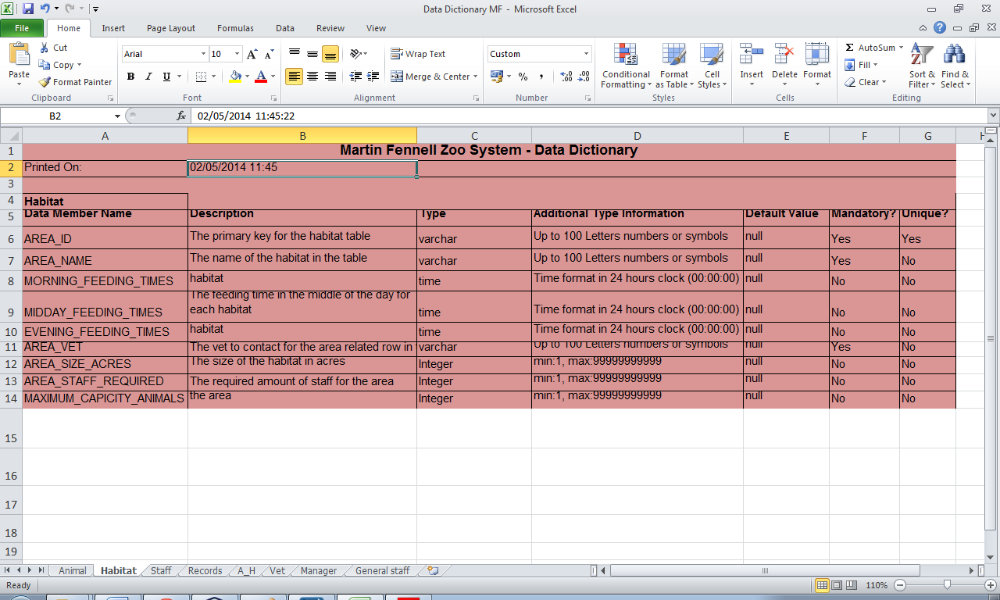 Data Dictionary MF - Microsoft Excel
File Home Insert Page Layout Formulas Data Review View
Paste
Cut
Copy
Format Painter
Clipboard
Arial 10
B I U
Font
Wrap Text
Merge & Center
Alignment
Custom
Number
Conditional Formatting
Format as Table
Cell Styles
Styles
Insert Delete Format
Cells
AutoSum
Fill
Clear
Sort & Filter
Find & Select
Editing
B2 fx 02/05/2014 11:45:22
A B C D E F G H
1 Martin Fennell Zoo System - Data Dictionary
2 Printed On: 02/05/2014 11:45
3
4 Habitat
5 Data Member Name Description Type Additional Type Information Default Value Mandatory? Unique?
6 AREA_ID The primary key for the habitat table varchar Up to 100 Letters numbers or symbols null Yes Yes
7 AREA_NAME The name of the habitat in the table varchar Up to 100 Letters numbers or symbols null Yes No
8 MORNING_FEEDING_TIMES habitat time Time format in 24 hours clock (00:00:00) null No No
The feeding time in the middle of the day for
9 MIDDAY_FEEDING_TIMES each habitat time Time format in 24 hours clock (00:00:00) null No No
10 EVENING_FEEDING_TIMES habitat time Time format in 24 hours clock (00:00:00) null No No
11 AREA_VET The vet to contact for the area related row in varchar Up to 100 Letters numbers or symbols null Yes No
12 AREA_SIZE_ACRES The size of the habitat in acres Integer min:1, max:99999999999 null No No
13 AREA_STAFF_REQUIRED The required amount of staff for the area Integer min:1, max:99999999999 null No No
14 MAXIMUM_CAPICITY_ANIMALS the area Integer min:1, max:99999999999 null No No
15
16
17
18
19
Animal Habitat Staff Records A_H Vet Manager General staff
Ready 110%